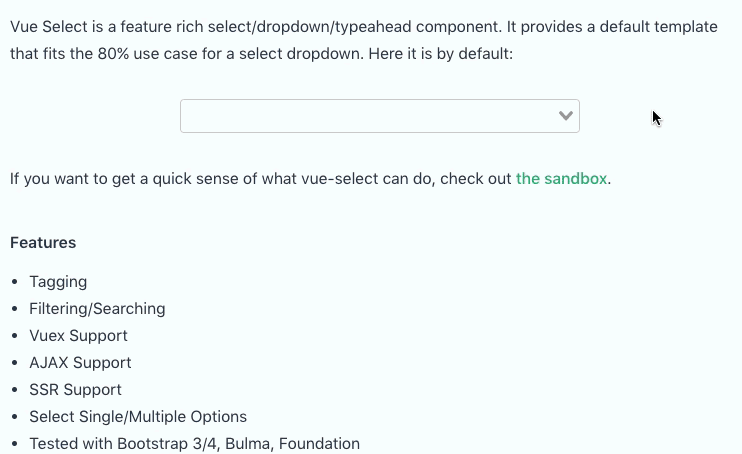 Vue Select is a feature rich select/dropdown/typeahead component. It provides a default template
that fits the 80% use case for a select dropdown. Here it is by default:
If you want to get a quick sense of what vue-select can do, check out the sandbox.
Features
• Tagging
• Filtering/Searching
• Vuex Support
• AJAX Support
• SSR Support
• Select Single/Multiple Options
• Tested with Bootstrap 3/4, Bulma, Foundation